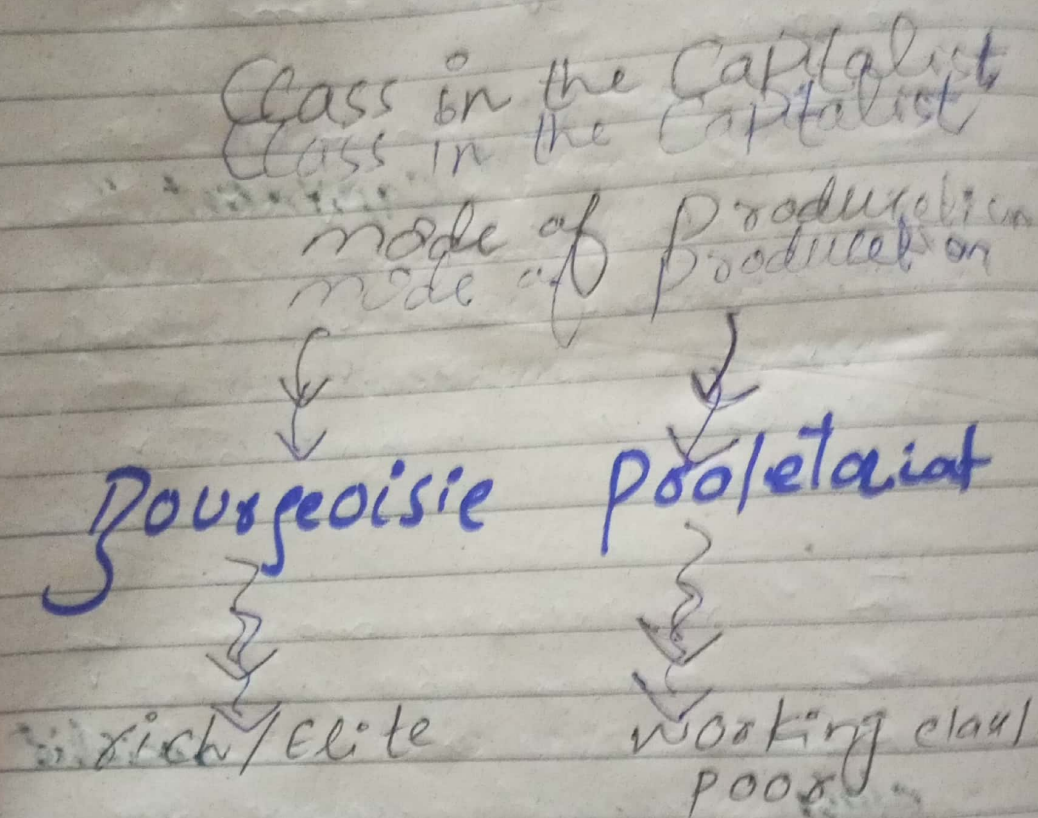 Class in the Capitalist
Class in the Capitalist
mode of Production
mode of Production
Bourgeoisie Proletariat
rich / Elite working class/
poor